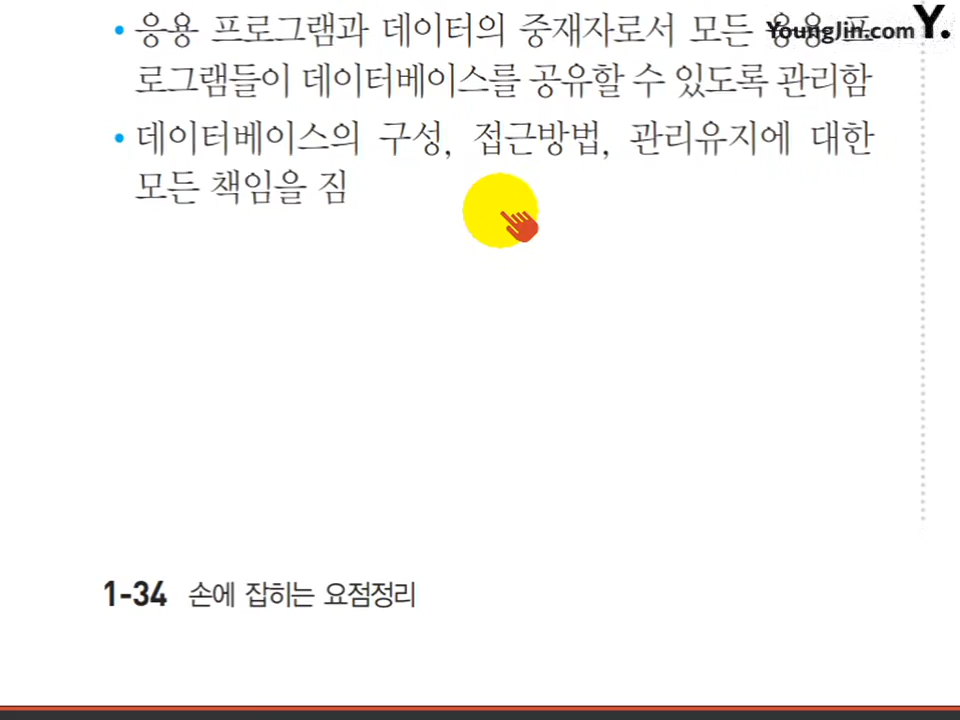 • 응용 프로그램과 데이터의 중재자로서 모든 응용 프
로그램들이 데이터베이스를 공유할 수 있도록 관리함
• 데이터베이스의 구성, 접근방법, 관리유지에 대한
모든 책임을 짐
YoungJin.com Y.
1-34 손에 잡히는 요점정리